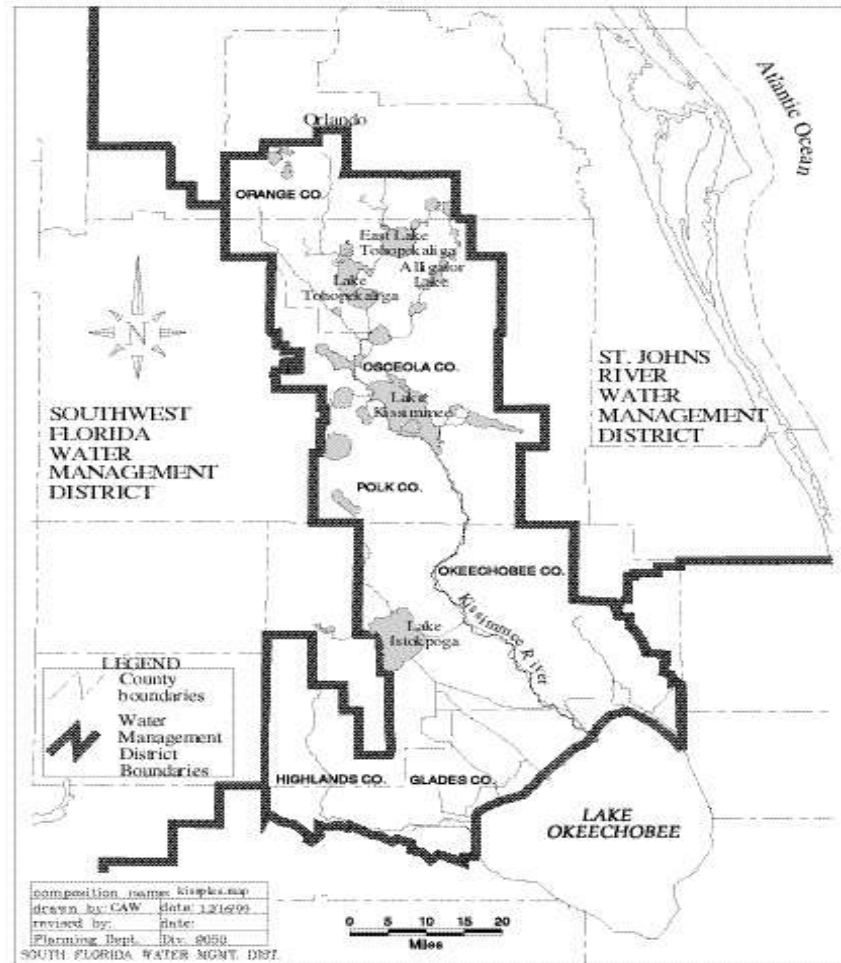 Atlantic Ocean
Orlando
ORANGE CO.
East Lake
Tohopekaliga
Alligator
Lake
Lake
Tohopekaliga
N
OSCEOLA CO.
Lake
Kissimmee
ST. JOHNS
RIVER
WATER
MANAGEMENT
DISTRICT
SOUTHWEST
FLORIDA
WATER
MANAGEMENT
DISTRICT
POLK CO.
OKEECHOBEE CO.
Kissimmee River
Lake
Istokpoga
LEGEND
County
boundaries
Water
Management
District
Boundaries
HIGHLANDS CO.
GLADES CO.
LAKE
OKEECHOBEE
composition name:
drawn by: CAW date: 12/16/99
revised by: date:
Planning Dept. Div.
SOUTH FLORIDA WATER MGMT. DIST.
0 5 10 15 20
Miles